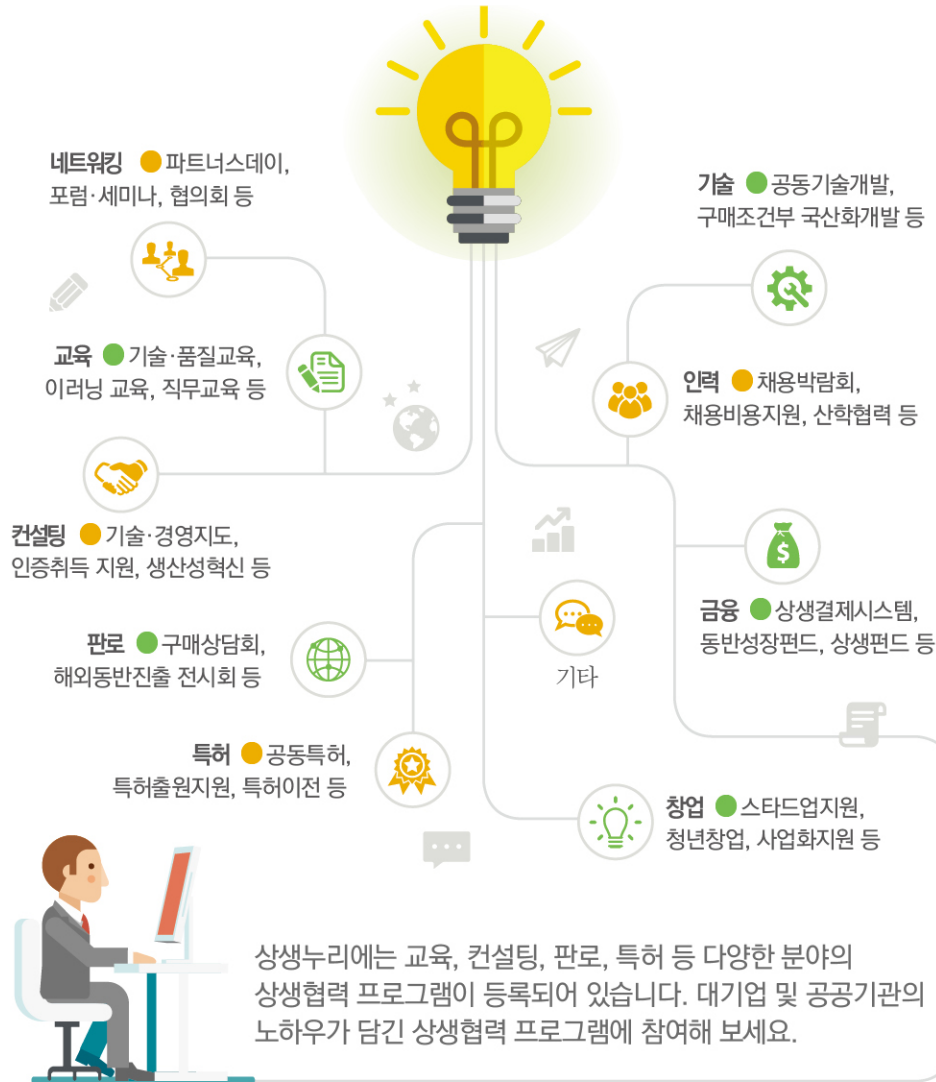 네트워킹 파트너스데이,
포럼·세미나, 협의회 등
기술 공동기술개발,
구매조건부 국산화개발 등
교육 기술·품질교육,
이러닝 교육, 직무교육 등
인력 채용박람회,
채용비용지원, 산학협력 등
컨설팅 기술·경영지도,
인증취득 지원, 생산성혁신 등
$
금융 상생결제시스템,
동반성장펀드, 상생펀드 등
판로 구매상담회,
해외동반진출 전시회 등
기타
특허 공동특허,
특허출원지원, 특허이전 등
창업 스타드업지원,
청년창업, 사업화지원 등
상생누리에는 교육, 컨설팅, 판로, 특허 등 다양한 분야의
상생협력 프로그램이 등록되어 있습니다. 대기업 및 공공기관의
노하우가 담긴 상생협력 프로그램에 참여해 보세요.